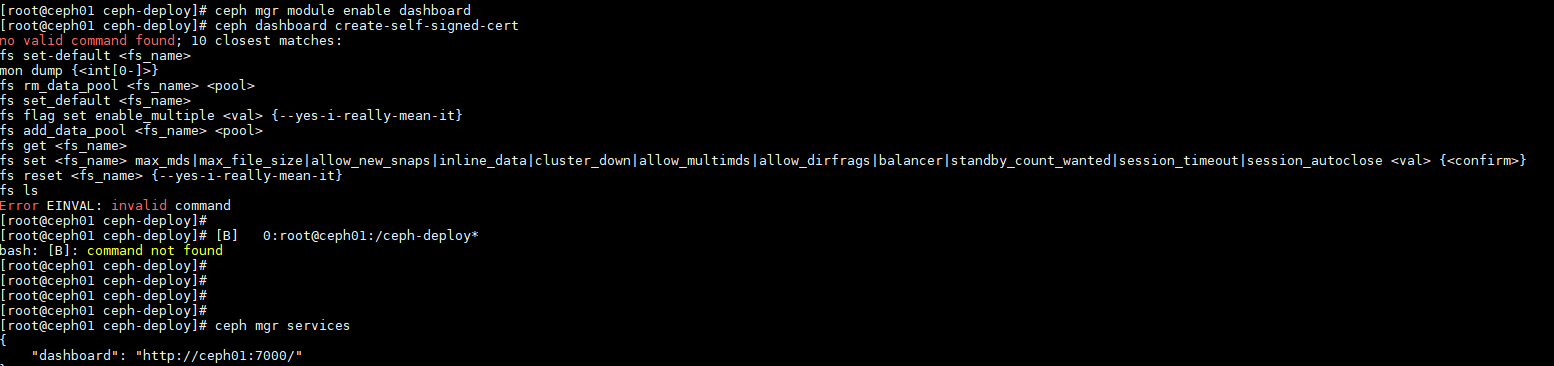 [root@ceph01 ceph-deploy]# ceph mgr module enable dashboard
[root@ceph01 ceph-deploy]# ceph dashboard create-self-signed-cert
no valid command found; 10 closest matches:
fs set-default <fs_name>
mon dump {<int[0-]>}
fs rm_data_pool <fs_name> <pool>
fs set_default <fs_name>
fs flag set enable_multiple <val> {--yes-i-really-mean-it}
fs add_data_pool <fs_name> <pool>
fs get <fs_name>
fs set <fs_name> max_mds|max_file_size|allow_new_snaps|inline_data|cluster_down|allow_multimds|allow_dirfrags|balancer|standby_count_wanted|session_timeout|session_autoclose <val> {<confirm>}
fs reset <fs_name> {--yes-i-really-mean-it}
fs ls
Error EINVAL: invalid command
[root@ceph01 ceph-deploy]#
[root@ceph01 ceph-deploy]# [B]   0:root@ceph01:/ceph-deploy*
bash: [B]: command not found
[root@ceph01 ceph-deploy]#
[root@ceph01 ceph-deploy]#
[root@ceph01 ceph-deploy]#
[root@ceph01 ceph-deploy]#
[root@ceph01 ceph-deploy]# ceph mgr services
{
    "dashboard": "http://ceph01:7000/"